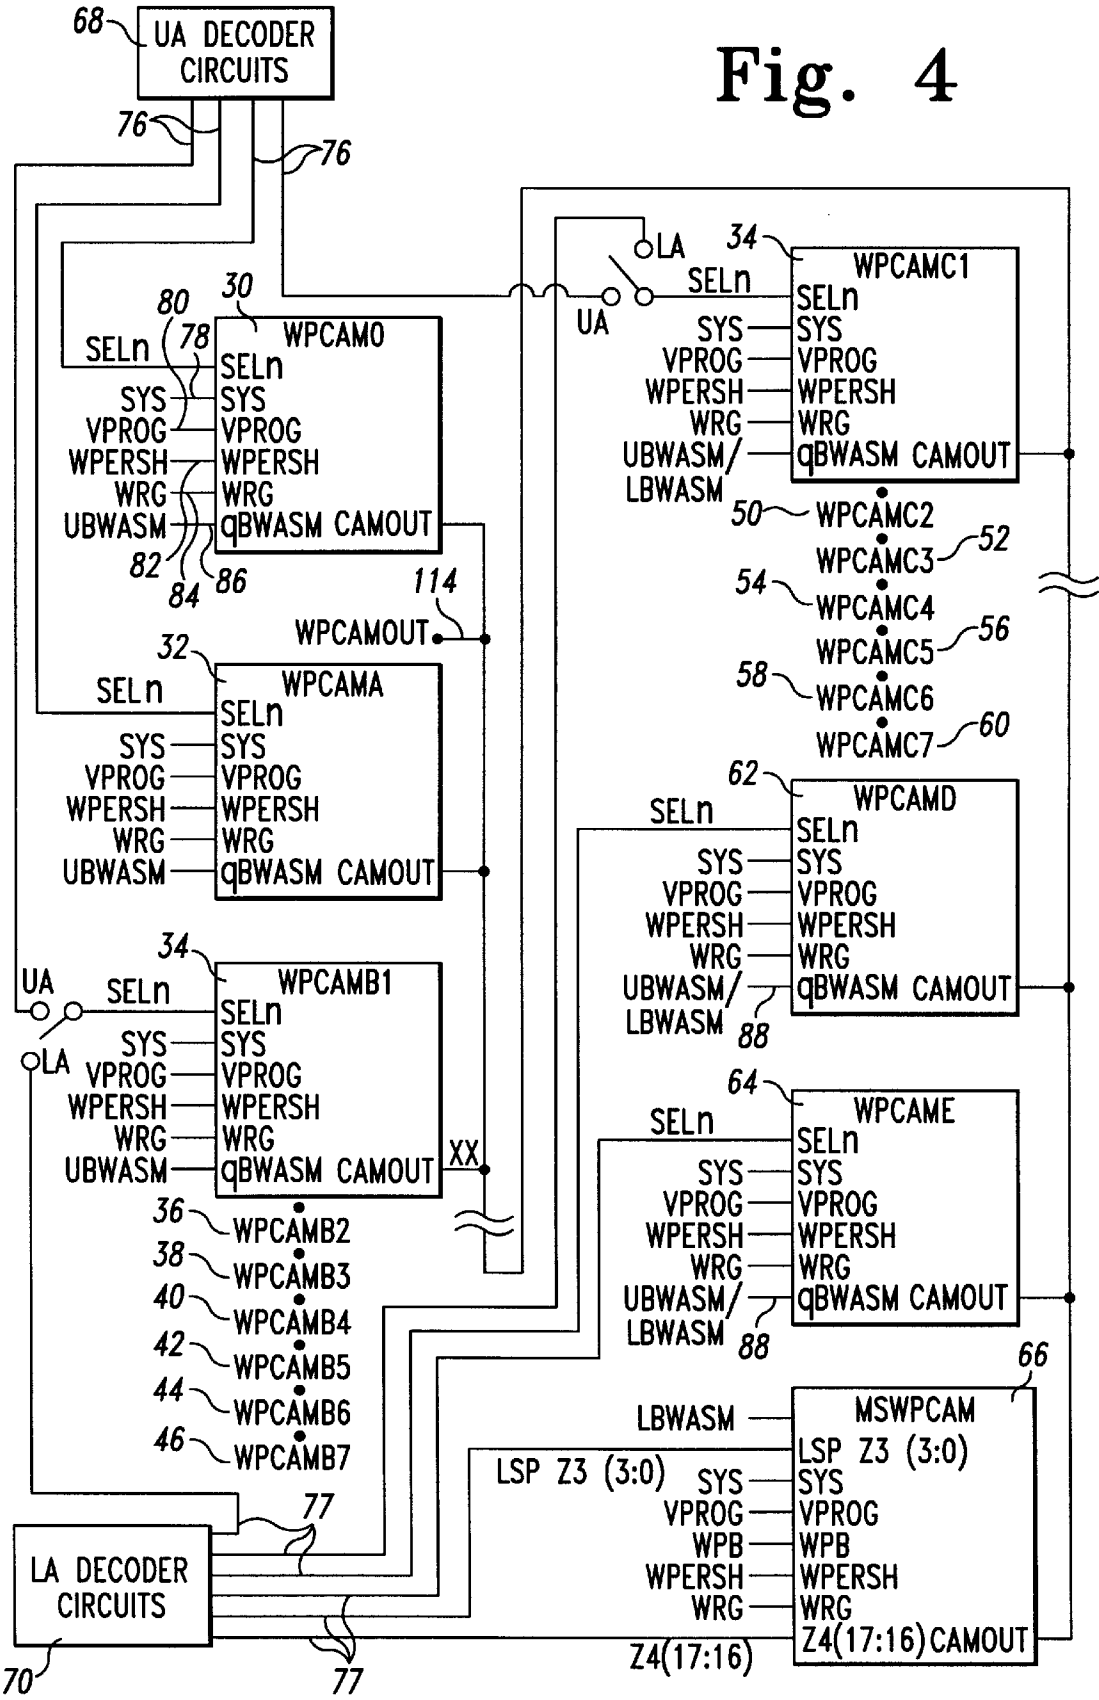 Fig. 4
68
UA DECODER
CIRCUITS
76
76
30
80
78
WPCAM0
SELn
SELn
SYS
SYS
VPROG
VPROG
WPERSH
WPERSH
WRG
WRG
UBWASM
qBWASM CAMOUT
82
84
86
114
WPCAMOUT
32
WPCAMA
SELn
SELn
SYS
SYS
VPROG
VPROG
WPERSH
WPERSH
WRG
WRG
UBWASM
qBWASM CAMOUT
34
WPCAMB1
UA
LA
SELn
SELn
SYS
SYS
VPROG
VPROG
WPERSH
WPERSH
WRG
WRG
UBWASM
qBWASM CAMOUT
XX
36
WPCAMB2
38
WPCAMB3
40
WPCAMB4
42
WPCAMB5
44
WPCAMB6
46
WPCAMB7
77
LA DECODER
CIRCUITS
70
77
77
LA
UA
34
WPCAMC1
SELn
SELn
SYS
SYS
VPROG
VPROG
WPERSH
WPERSH
WRG
WRG
UBWASM/
LBWASM
qBWASM CAMOUT
50
WPCAMC2
52
WPCAMC3
54
WPCAMC4
56
WPCAMC5
58
WPCAMC6
60
WPCAMC7
62
WPCAMD
SELn
SELn
SYS
SYS
VPROG
VPROG
WPERSH
WPERSH
WRG
WRG
UBWASM/
LBWASM
qBWASM CAMOUT
88
64
WPCAME
SELn
SELn
SYS
SYS
VPROG
VPROG
WPERSH
WPERSH
WRG
WRG
UBWASM/
LBWASM
qBWASM CAMOUT
88
66
MSWPCAM
LBWASM
LSP Z3 (3:0)
LSP Z3 (3:0)
SYS
SYS
VPROG
VPROG
WPB
WPB
WPERSH
WPERSH
WRG
WRG
Z4(17:16)
Z4(17:16) CAMOUT